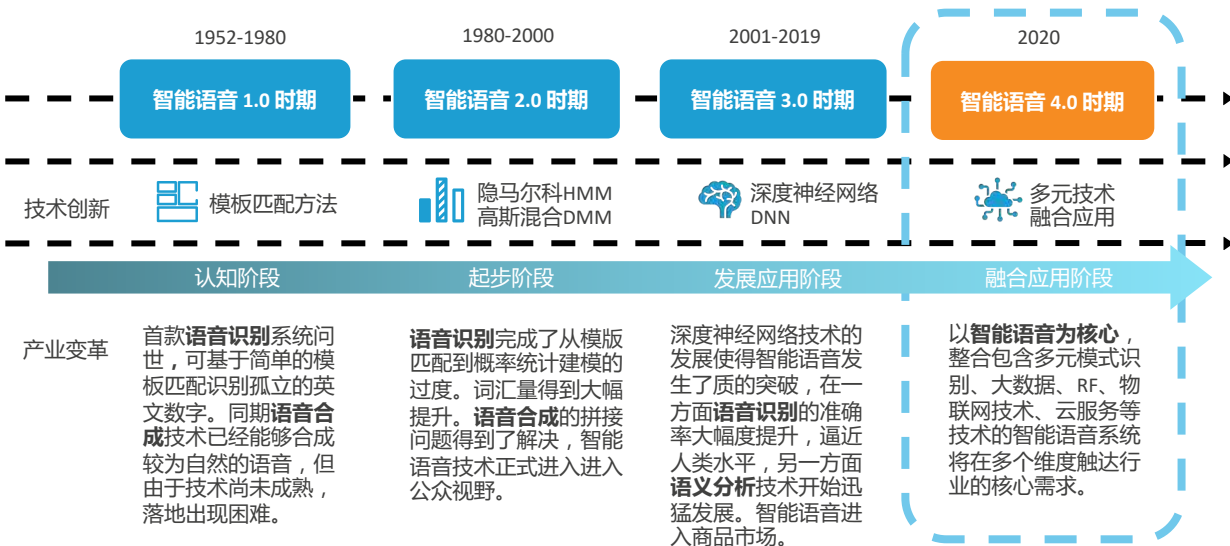 1952-1980
1980-2000
2001-2019
2020
智能语音 1.0 时期
智能语音 2.0 时期
智能语音 3.0 时期
智能语音 4.0 时期
技术创新
模板匹配方法
隐马尔科HMM
高斯混合DMM
深度神经网络
DNN
多元技术
融合应用
认知阶段
起步阶段
发展应用阶段
融合应用阶段
产业变革
首款语音识别系统问
世，可基于简单的模
板匹配识别孤立的英
文数字。同期语音合
成技术已经能够合成
较为自然的语音，但
由于技术尚未成熟，
落地出现困难。
语音识别完成了从模版
匹配到概率统计建模的
过度。词汇量得到大幅
提升。语音合成的拼接
问题得到了解决，智能
语音技术正式进入进入
公众视野。
深度神经网络技术的
发展使得智能语音发
生了质的突破，在一
方面语音识别的准确
率大幅度提升，逼近
人类水平，另一方面
语义分析技术开始迅
猛发展。智能语音进
入商品市场。
以智能语音为核心，
整合包含多元模式识
别、大数据、RF、物
联网技术、云服务等
技术的智能语音系统
将在多个维度触达行
业的核心需求。